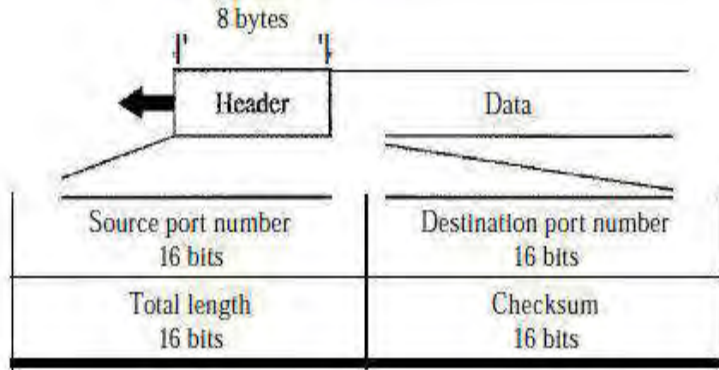 8 bytes
Header
Data
Source port number
16 bits
Destination port number
16 bits
Total length
16 bits
Checksum
16 bits